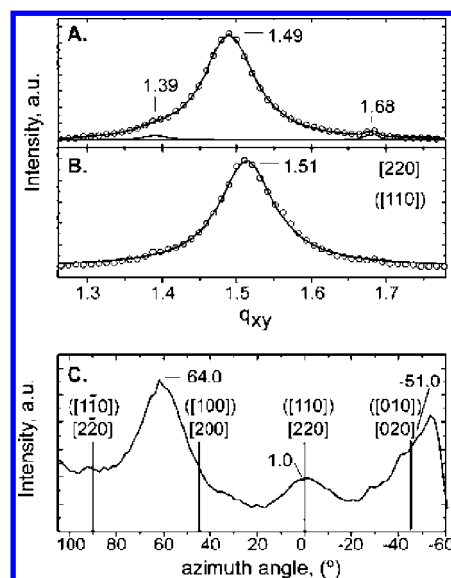 A.
1.49
1.39
1.68
Intensity, a.u.
B.
1.51
[220]
([110])
1.3 1.4 1.5 1.6 1.7
qxy
C.
64.0
-51.0
([11̄0]) ([100]) ([110]) ([010])
[22̄0] [200] [220] [020]
1.0
Intensity, a.u.
100 80 60 40 20 0 -20 -40 -60
azimuth angle, (°)